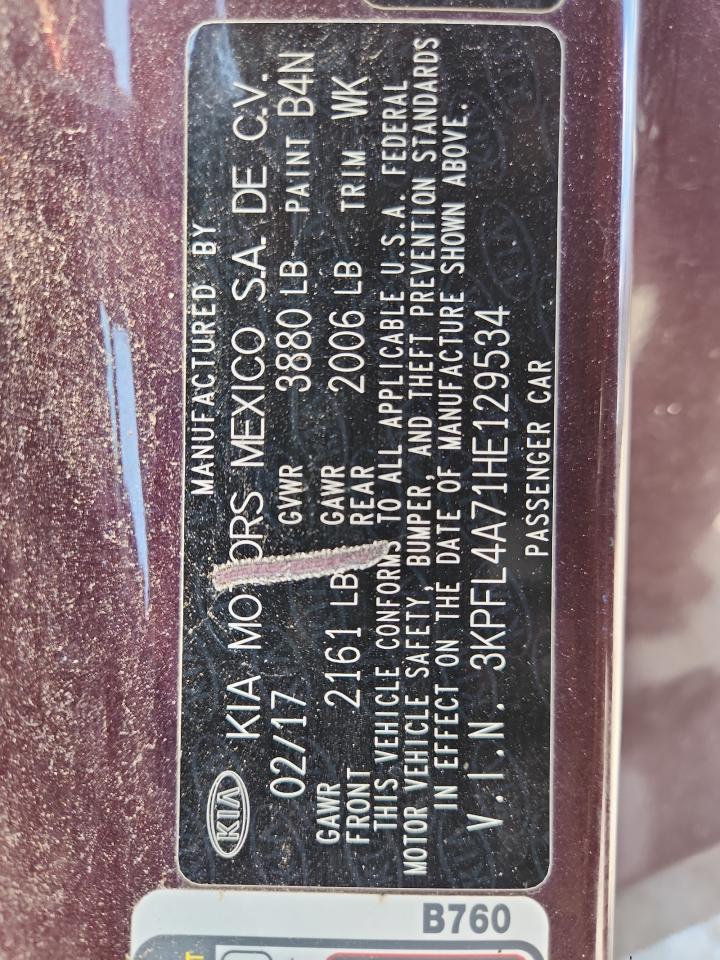 MANUFACTURED BY
KIA KIA MOTORS MEXICO S.A. DE C.V.
02/17 GVWR 3880 LB PAINT B4N
GAWR FRONT 2161 LB GAWR REAR 2006 LB TRIM WK
THIS VEHICLE CONFORMS TO ALL APPLICABLE U.S.A. FEDERAL
MOTOR VEHICLE SAFETY, BUMPER, AND THEFT PREVENTION STANDARDS
IN EFFECT ON THE DATE OF MANUFACTURE SHOWN ABOVE.
V.I.N. 3KPFL4A71HE129534
PASSENGER CAR
B760